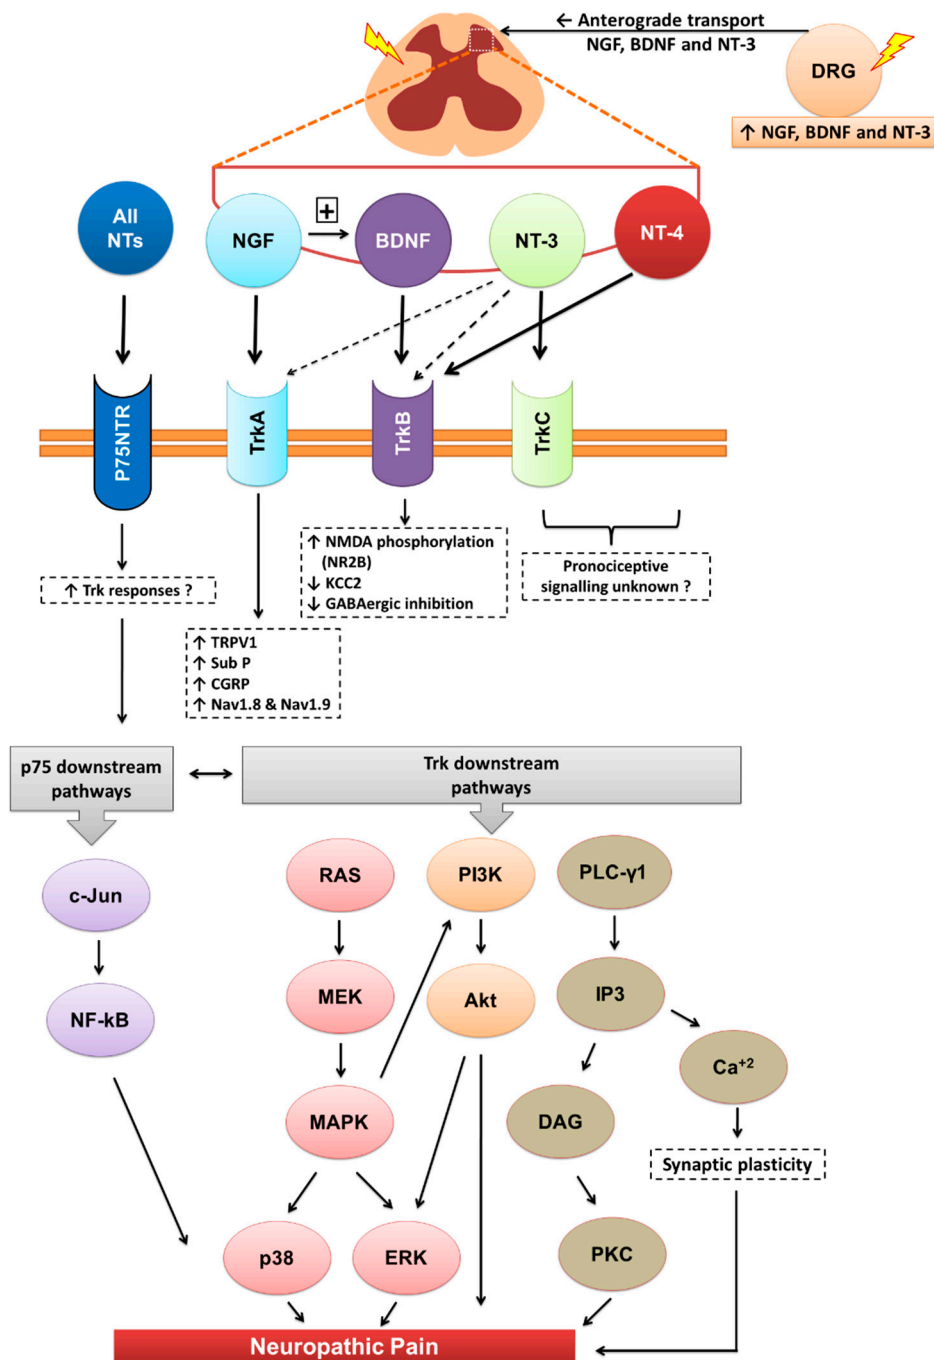 ← Anterograde transport
NGF, BDNF and NT-3
DRG
↑ NGF, BDNF and NT-3
All
NTs
NGF
+
BDNF
NT-3
NT-4
P75NTR
TrkA
TrkB
TrkC
↑ Trk responses ?
↑ TRPV1
↑ Sub P
↑ CGRP
↑ Nav1.8 & Nav1.9
↑ NMDA phosphorylation
(NR2B)
↓ KCC2
↓ GABAergic inhibition
Pronociceptive
signalling unknown ?
p75 downstream
pathways
Trk downstream
pathways
c-Jun
NF-kB
RAS
MEK
MAPK
p38
ERK
PI3K
Akt
PLC-γ1
IP3
DAG
PKC
Ca+2
Synaptic plasticity
Neuropathic Pain